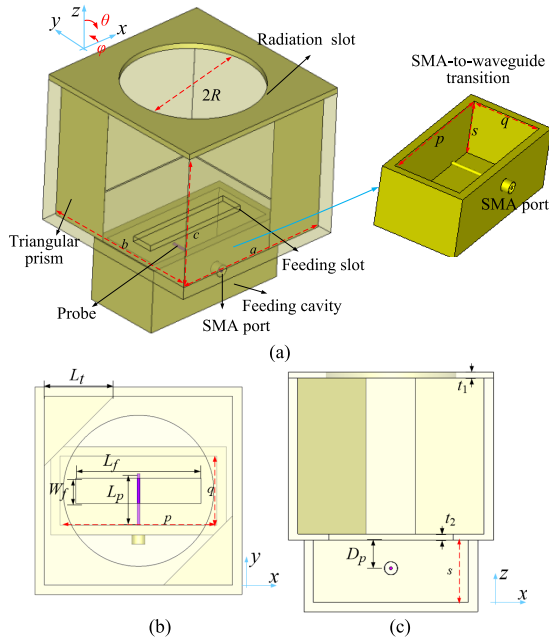 z
θ
y
x
φ
Radiation slot
2R
SMA-to-waveguide
transition
p
q
s
SMA port
Triangular
prism
b
c
a
Feeding slot
Feeding cavity
Probe
SMA port
(a)
L_t
L_f
W_f
L_p
q
p
y
x
(b)
t_1
t_2
D_p
s
z
x
(c)